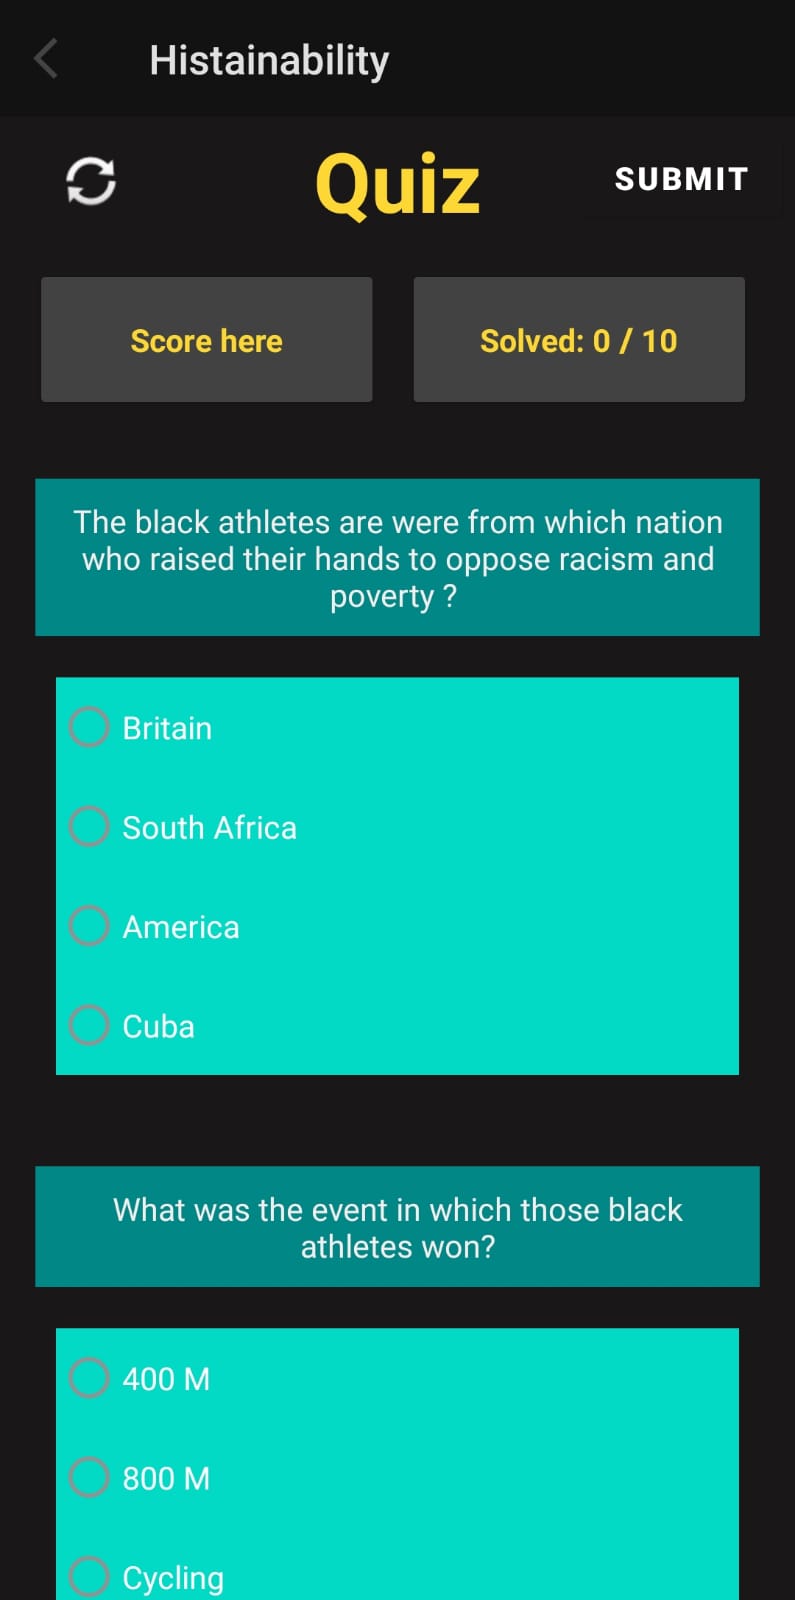 Histainability
Quiz
SUBMIT
Score here
Solved: 0 / 10
The black athletes are were from which nation
who raised their hands to oppose racism and
poverty ?
Britain
South Africa
America
Cuba
What was the event in which those black
athletes won?
400 M
800 M
Cycling